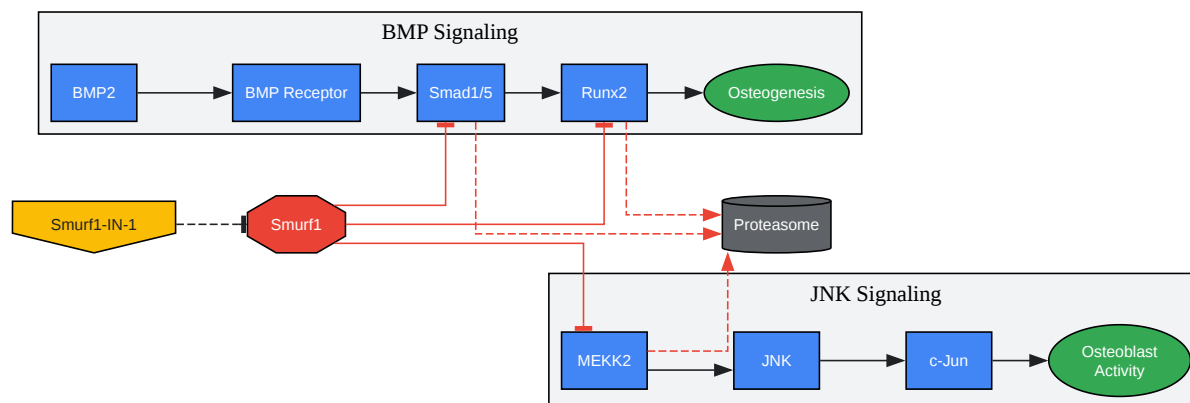 BMP Signaling
BMP2
BMP Receptor
Smad1/5
Runx2
Osteogenesis
Smurf1-IN-1
Smurf1
Proteasome
JNK Signaling
MEKK2
JNK
c-Jun
Osteoblast
Activity